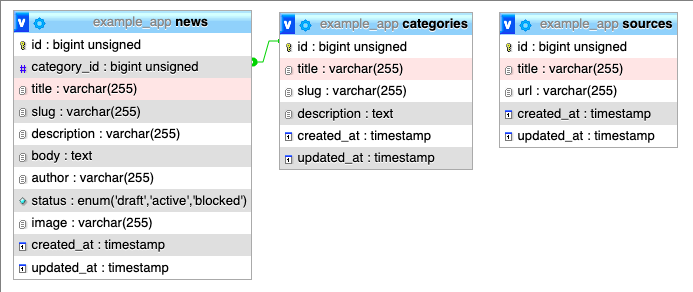 example_app news
id : bigint unsigned
category_id : bigint unsigned
title : varchar(255)
slug : varchar(255)
description : varchar(255)
body : text
author : varchar(255)
status : enum('draft','active','blocked')
image : varchar(255)
created_at : timestamp
updated_at : timestamp
example_app categories
id : bigint unsigned
title : varchar(255)
slug : varchar(255)
description : text
created_at : timestamp
updated_at : timestamp
example_app sources
id : bigint unsigned
title : varchar(255)
url : varchar(255)
created_at : timestamp
updated_at : timestamp